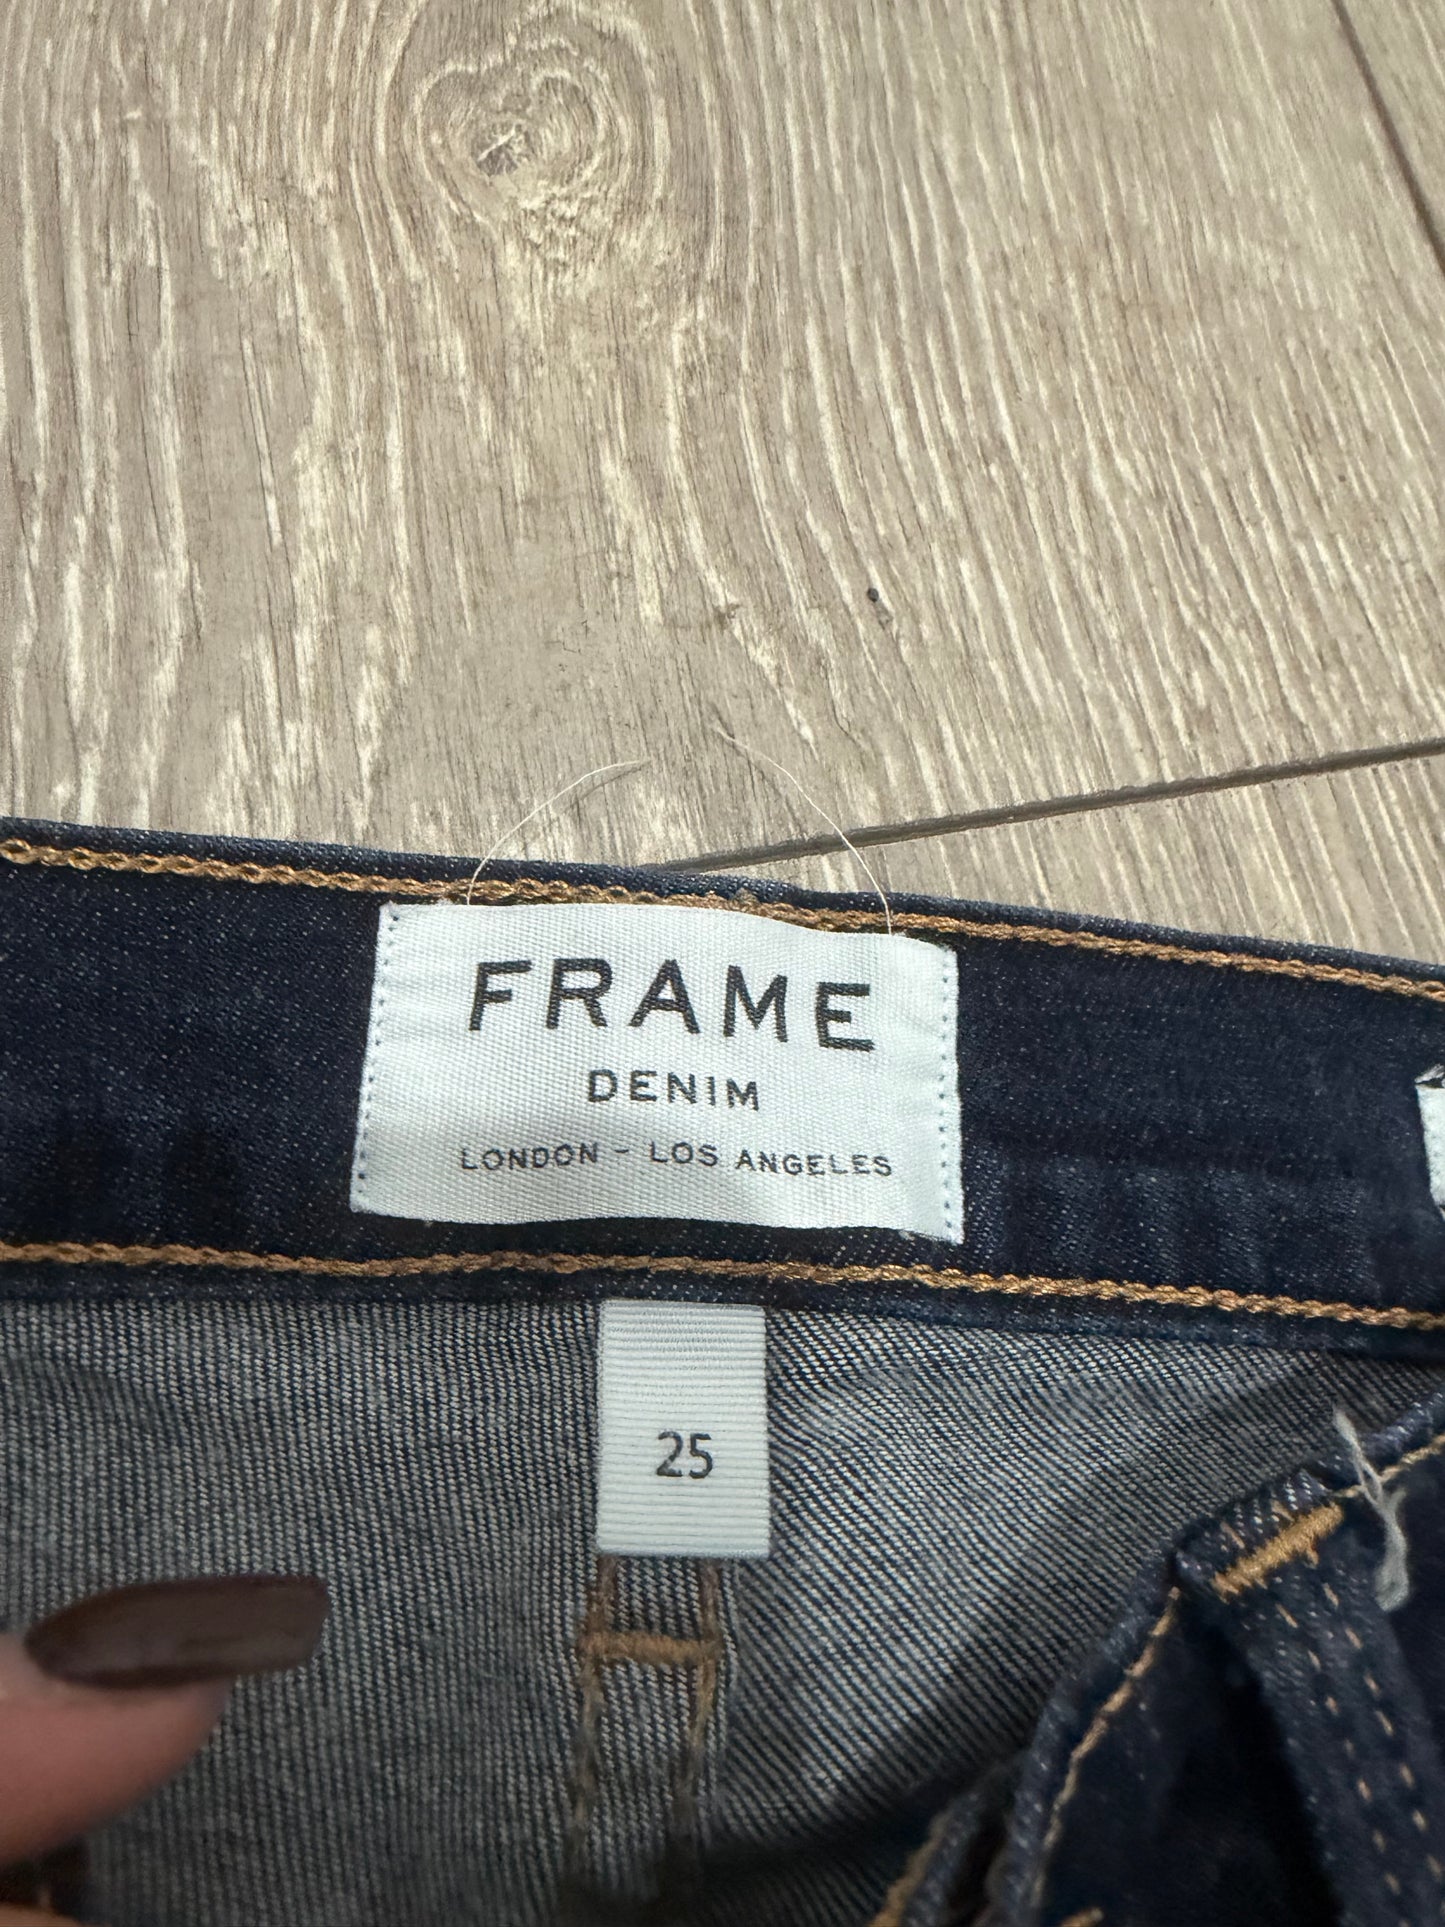 FRAME
DENIM
LONDON - LOS ANGELES
25